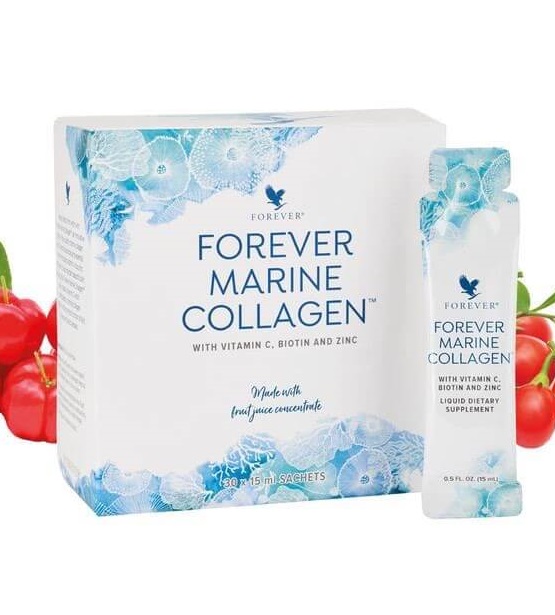 FOREVER®
FOREVER
MARINE
COLLAGEN™
WITH VITAMIN C, BIOTIN AND ZINC
Made with
fruit juice concentrate
30 x 15 ml SACHETS
FOREVER®
FOREVER
MARINE
COLLAGEN
WITH VITAMIN C,
BIOTIN AND ZINC
LIQUID DIETARY
SUPPLEMENT
0.5 FL. OZ. (15 mL)